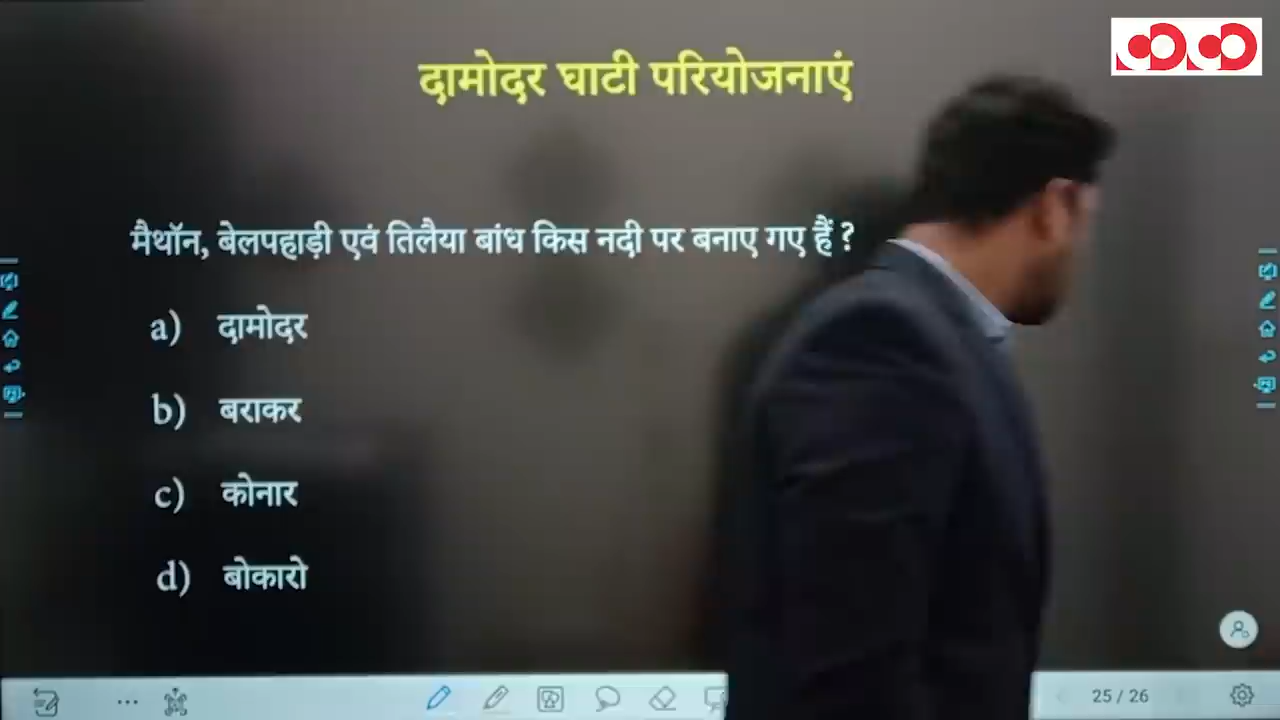 दामोदर घाटी परियोजनाएं
मैथॉन, बेलपहाड़ी एवं तिलैया बांध किस नदी पर बनाए गए हैं ?
a) दामोदर
b) बराकर
c) कोनार
d) बोकारो
25 / 26